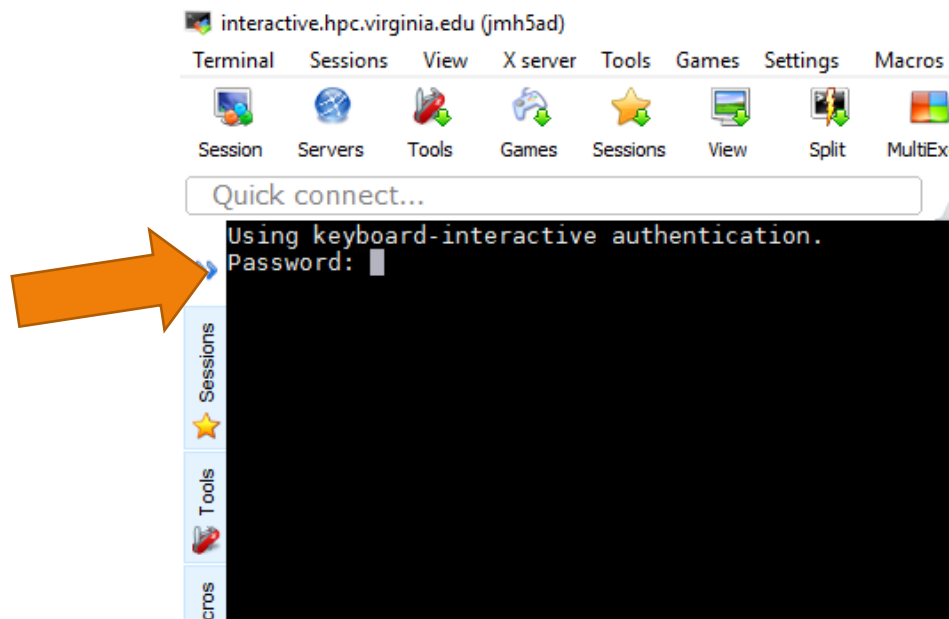 interactive.hpc.virginia.edu (jmh5ad)
Terminal Sessions View X server Tools Games Settings Macros
Session Servers Tools Games Sessions View Split MultiEx
Quick connect...
Using keyboard-interactive authentication.
Password:
Sessions
Tools
cros